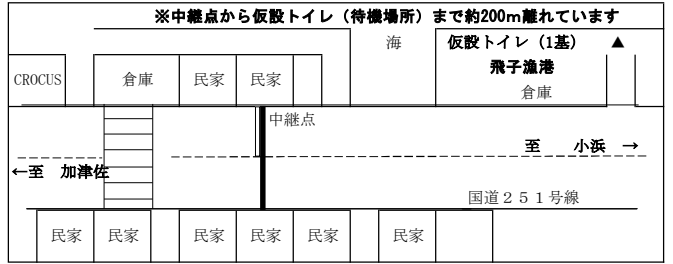 ※中継点から仮設トイレ（待機場所）まで約200ｍ離れています
海
仮設トイレ（1基） ▲
飛子漁港
CROCUS
倉庫
民家
民家
倉庫
中継点
至 小浜 →
←至 加津佐
国道２５１号線
民家
民家
民家
民家
民家
民家